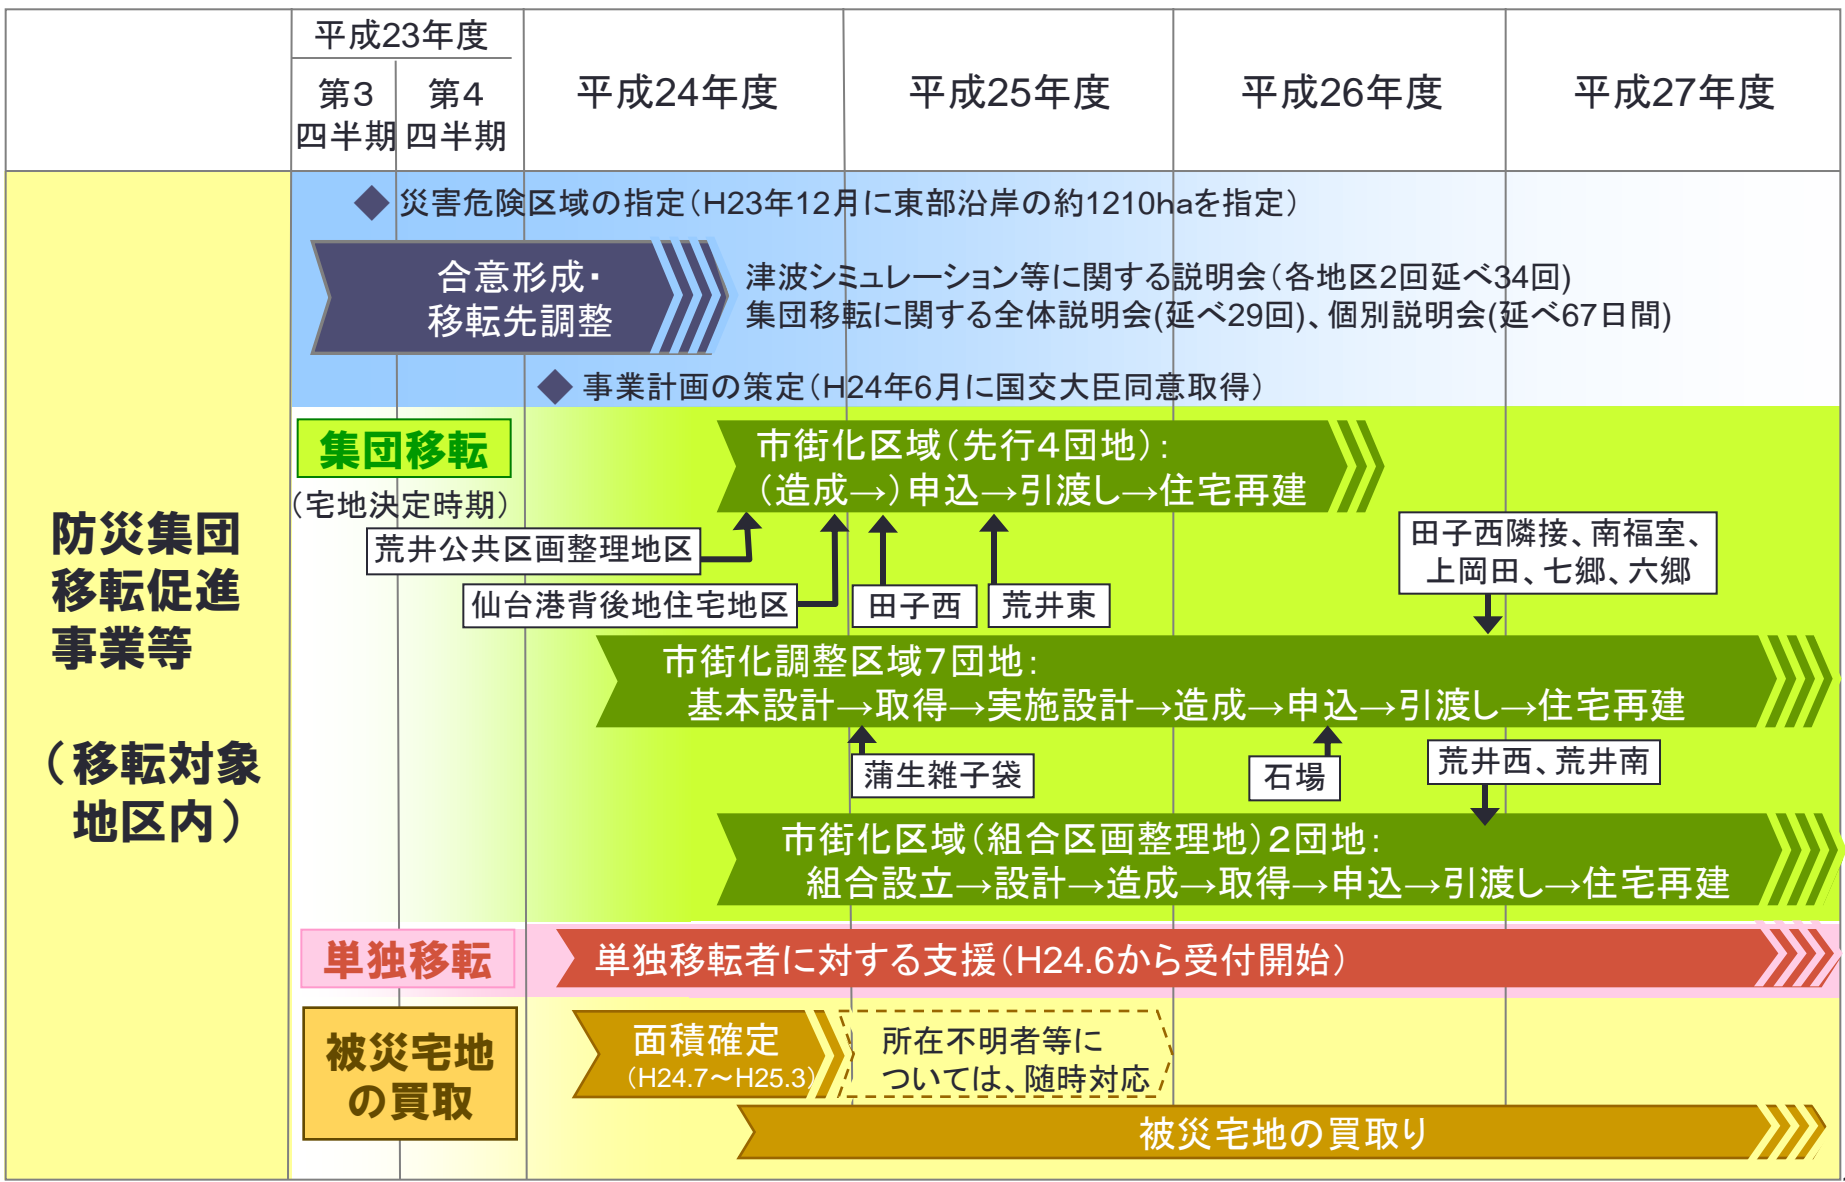 平成23年度
第3
四半期
第4
四半期
平成24年度
平成25年度
平成26年度
平成27年度
防災集団
移転促進
事業等
（移転対象
地区内）
◆ 災害危険区域の指定（H23年12月に東部沿岸の約1210haを指定）
合意形成・
移転先調整
津波シミュレーション等に関する説明会（各地区2回延べ34回)
集団移転に関する全体説明会(延べ29回)、個別説明会(延べ67日間)
◆ 事業計画の策定（H24年6月に国交大臣同意取得）
集団移転
（宅地決定時期）
市街化区域（先行4団地）：
（造成→）申込→引渡し→住宅再建
荒井公共区画整理地区
仙台港背後地住宅地区
田子西
荒井東
田子西隣接、南福室、
上岡田、七郷、六郷
市街化調整区域7団地：
基本設計→取得→実施設計→造成→申込→引渡し→住宅再建
蒲生雑子袋
石場
荒井西、荒井南
市街化区域（組合区画整理地）2団地：
組合設立→設計→造成→取得→申込→引渡し→住宅再建
単独移転
単独移転者に対する支援（H24.6から受付開始）
被災宅地
の買取
面積確定
（H24.7～H25.3）
所在不明者等に
ついては、随時対応
被災宅地の買取り